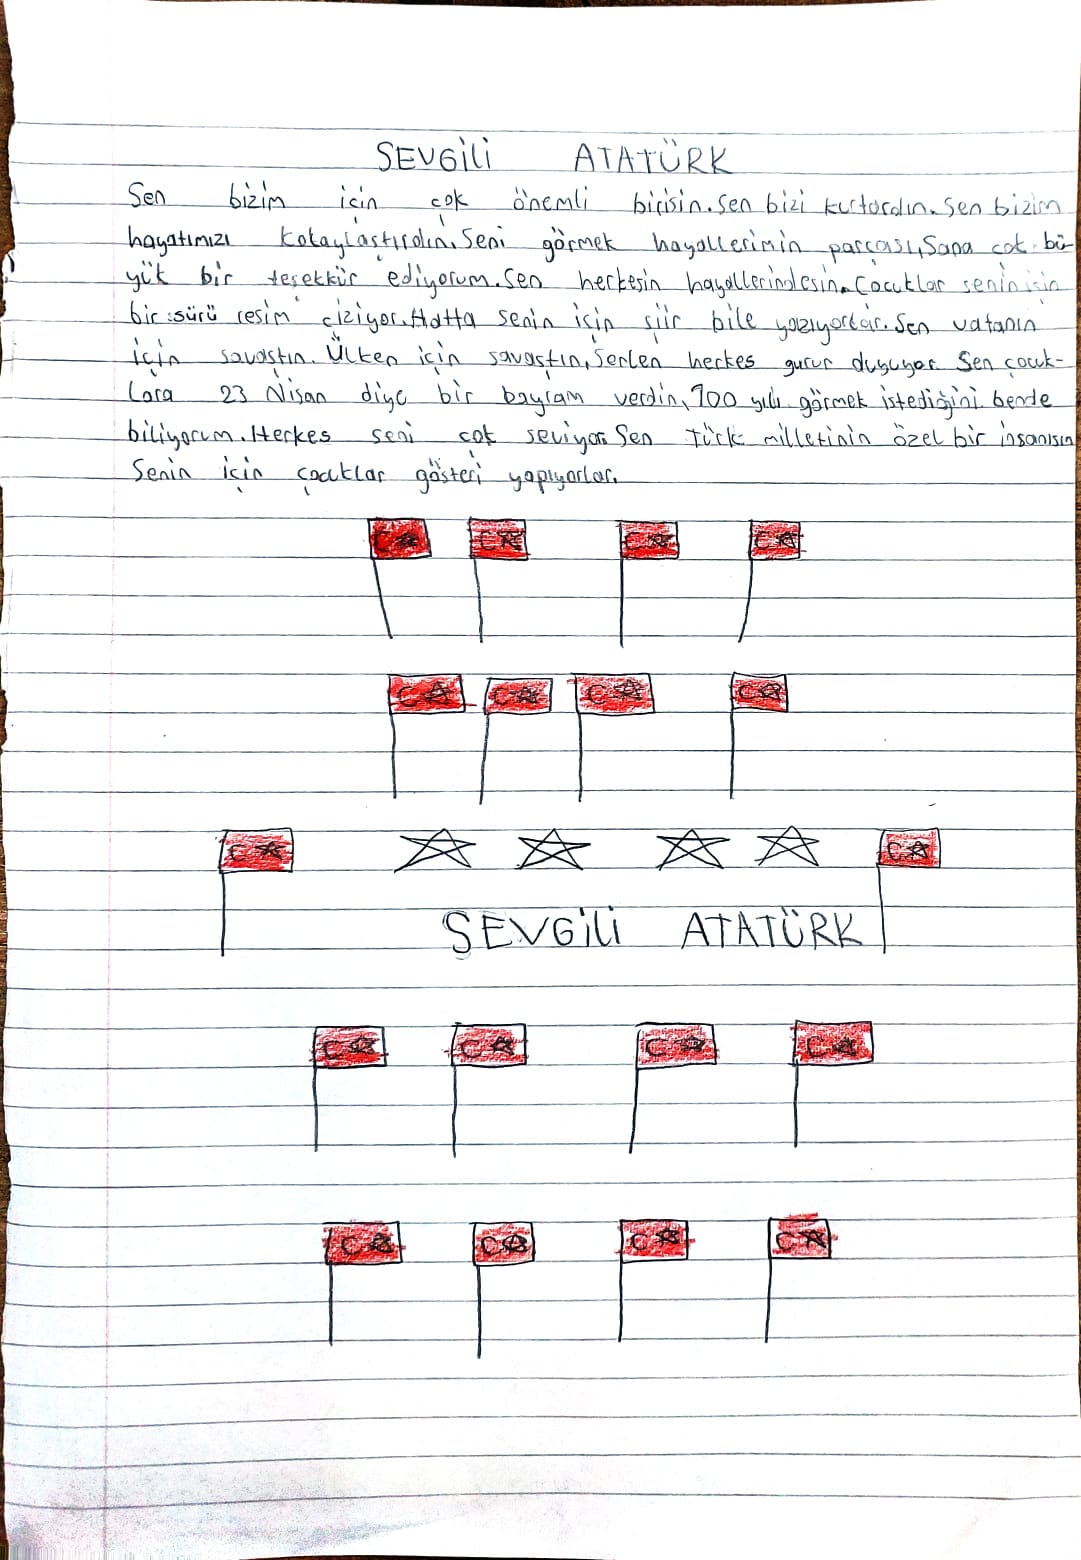 SEVGİLİ ATATÜRK
Sen bizim için çok önemli birisin. Sen bizi kurtardın. Sen bizim
hayatımızı kolaylaştırdın. Seni görmek hayallerimin parçası, Sana çok bü-
yük bir teşekkür ediyorum. Sen herkesin hayallerindesin. Çocuklar senin için
bir sürü resim çiziyor. Hatta senin için şiir bile yazıyorlar. Sen vatanın
için savaştın. Ülken için savaştın, Senlen herkes gurur duyuyor. Sen çocuk-
lara 23 Nisan diye bir bayram verdin, 100 yılı görmek istediğini bende
biliyorum. Herkes seni çok seviyor. Sen Türk milletinin özel bir insanısın
Senin için çocuklar gösteri yapıyorlar.
SEVGİLİ ATATÜRK